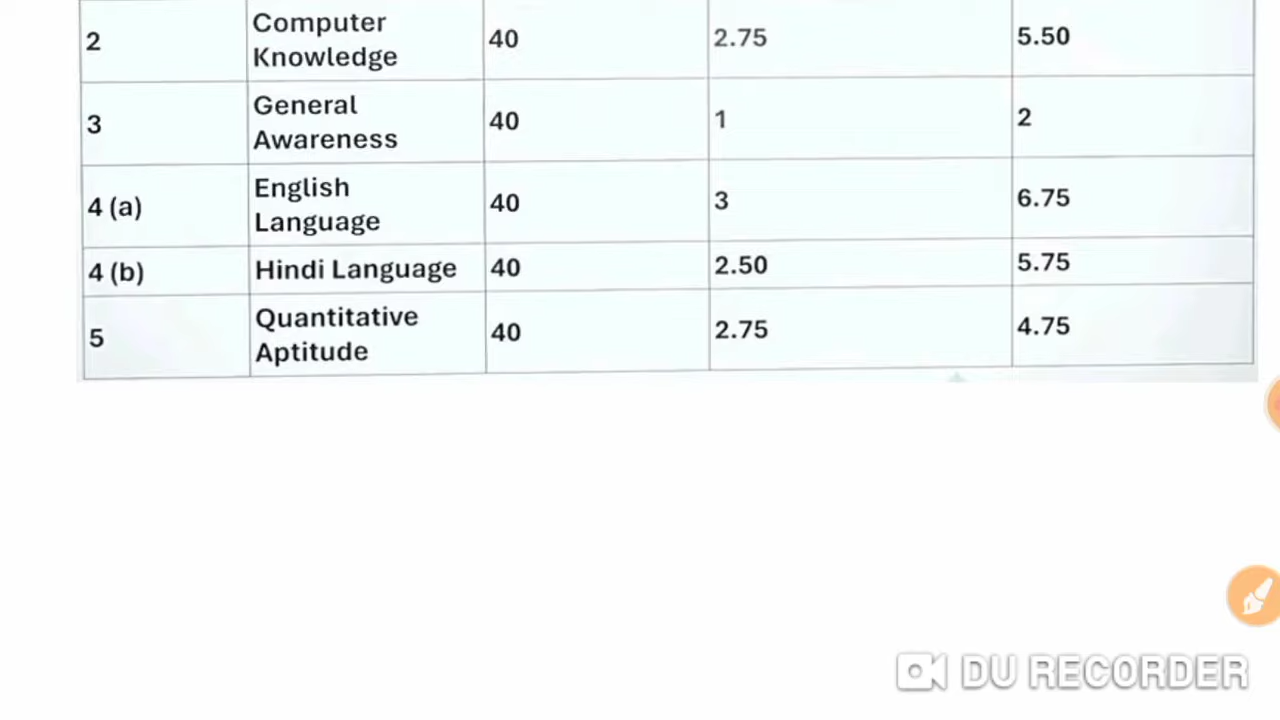 2 Computer Knowledge 40 2.75 5.50
3 General Awareness 40 1 2
4 (a) English Language 40 3 6.75
4 (b) Hindi Language 40 2.50 5.75
5 Quantitative Aptitude 40 2.75 4.75
DU RECORDER